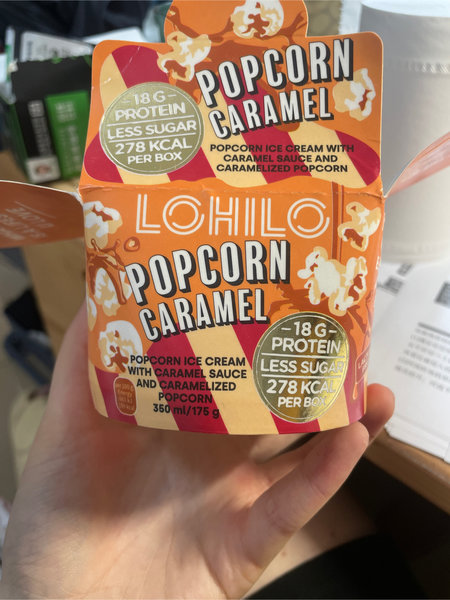 18 G
PROTEIN
LESS SUGAR
278 KCAL
PER BOX
POPCORN
CARAMEL
POPCORN ICE CREAM WITH
CARAMEL SAUCE AND
CARAMELIZED POPCORN
LOHILO
POPCORN
CARAMEL
POPCORN ICE CREAM
WITH CARAMEL SAUCE
AND CARAMELIZED
POPCORN
350 ml/175 g
18 G
PROTEIN
LESS SUGAR
278 KCAL
PER BOX